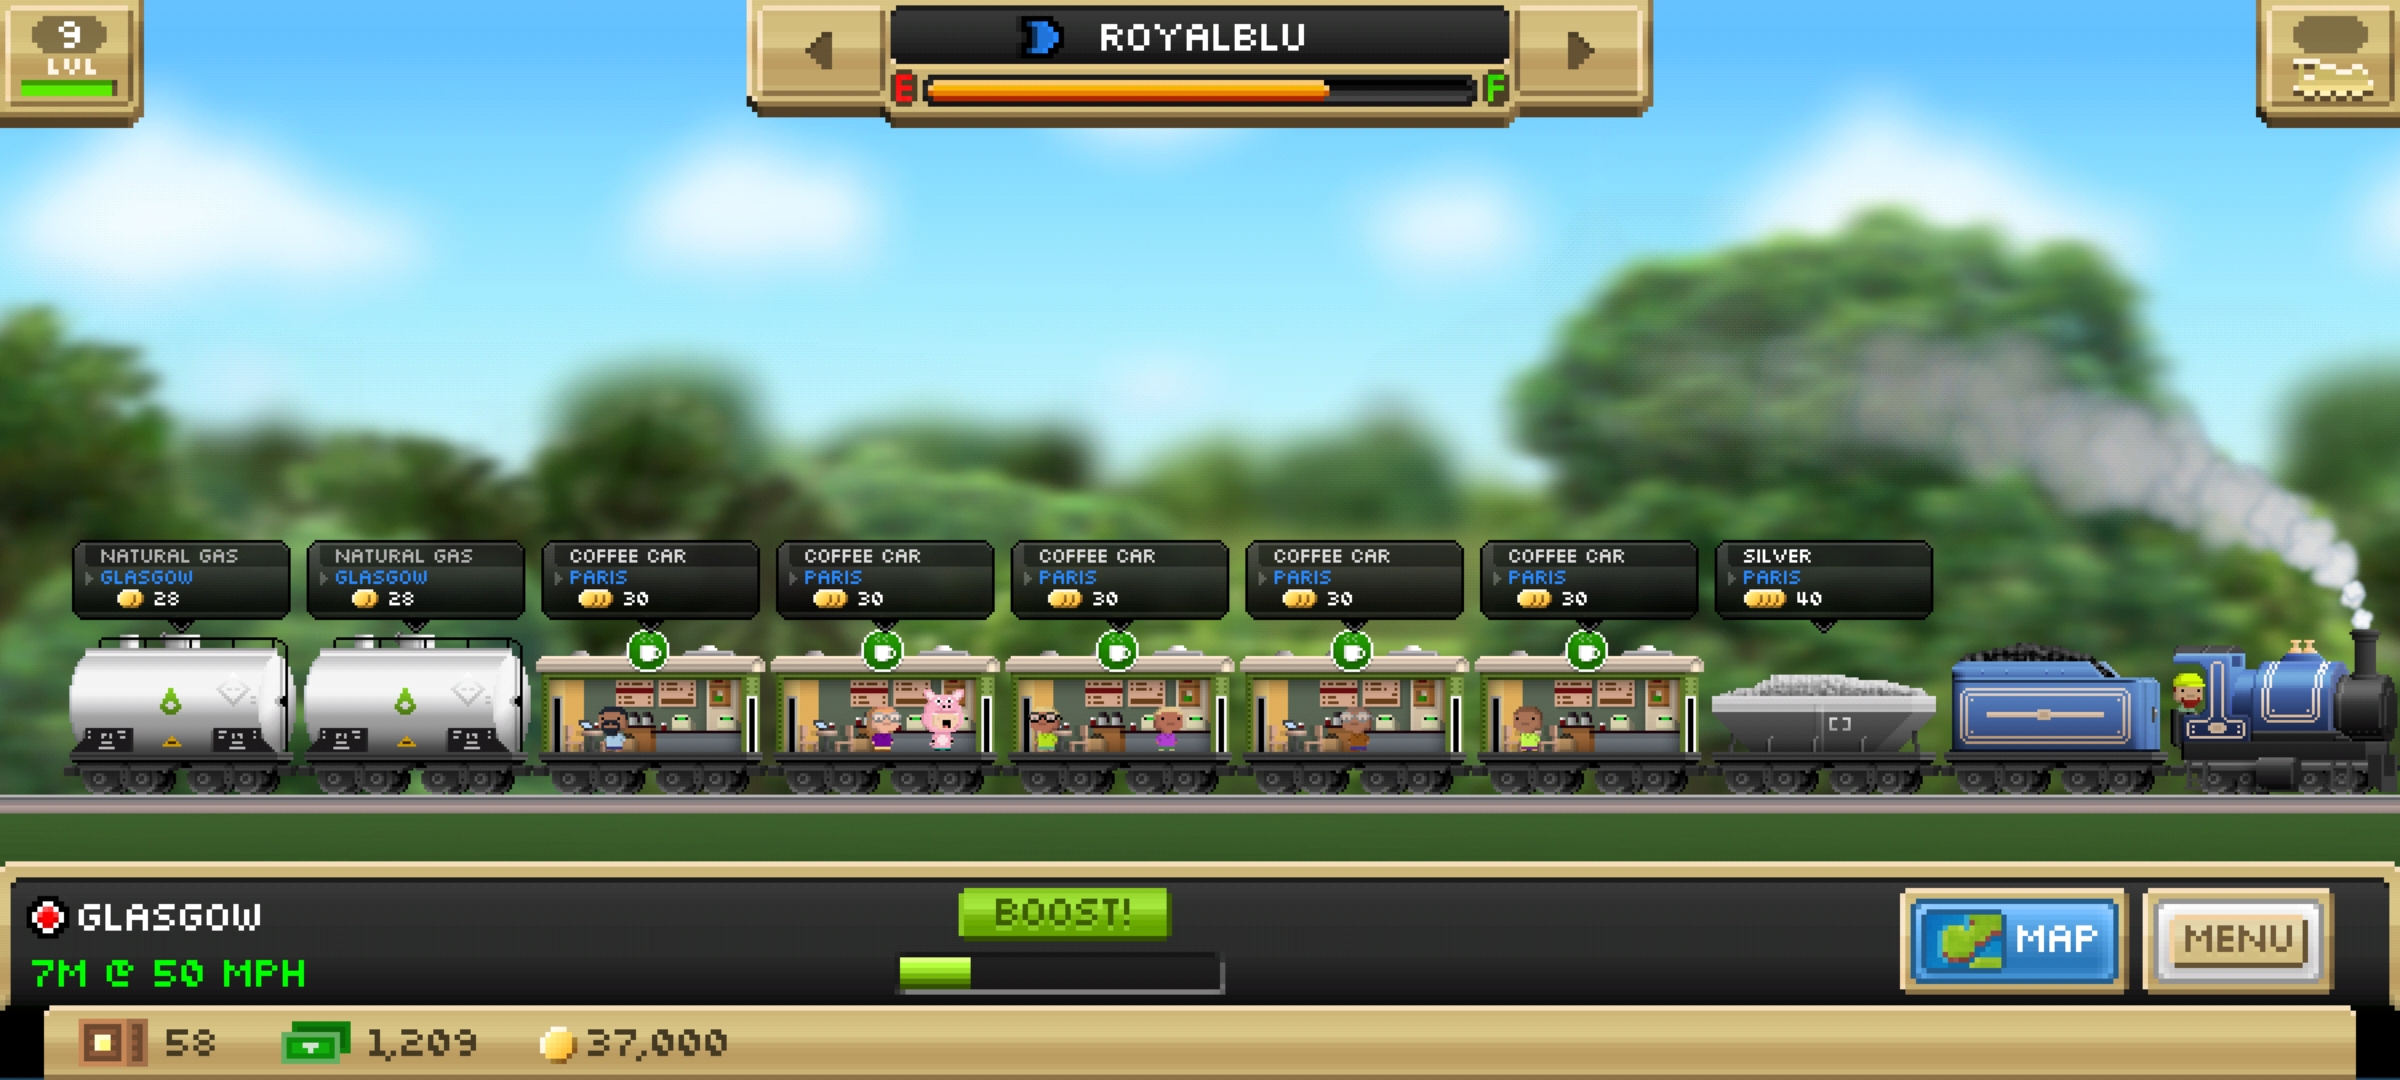 9
LVL
ROYALBLU
E F
NATURAL GAS
GLASGOW
28
NATURAL GAS
GLASGOW
28
COFFEE CAR
PARIS
30
COFFEE CAR
PARIS
30
COFFEE CAR
PARIS
30
COFFEE CAR
PARIS
30
COFFEE CAR
PARIS
30
SILVER
PARIS
40
GLASGOW
7M @ 50 MPH
BOOST!
MAP
MENU
58
1,209
37,000